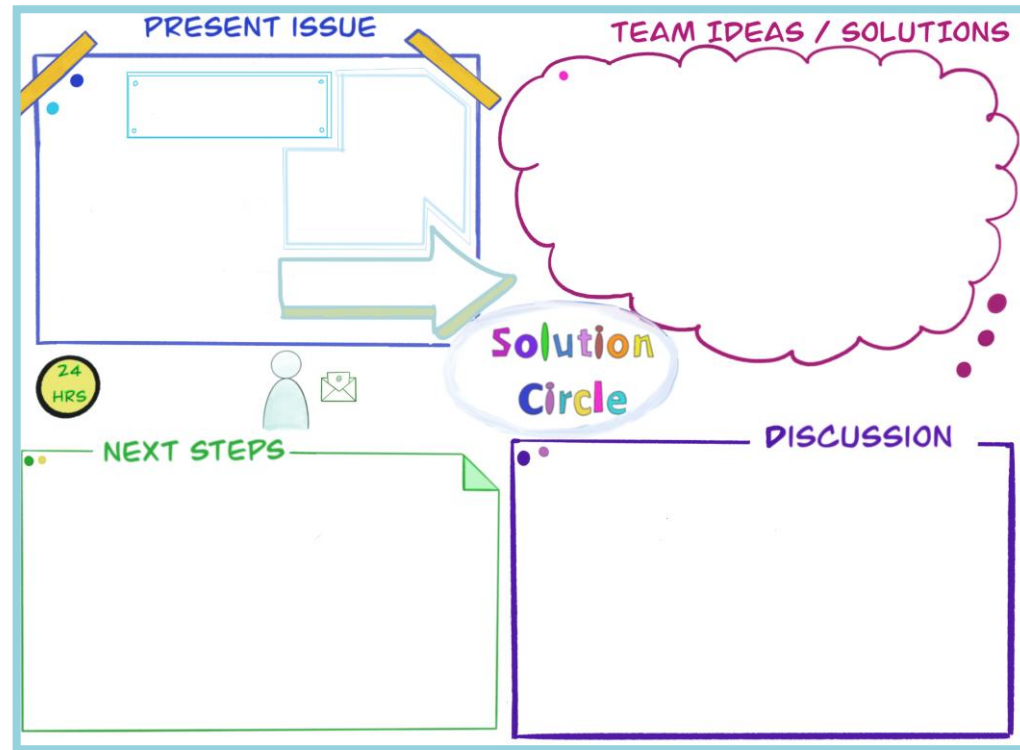 PRESENT ISSUE
TEAM IDEAS / SOLUTIONS
Solution
Circle
24
HRS
NEXT STEPS
DISCUSSION